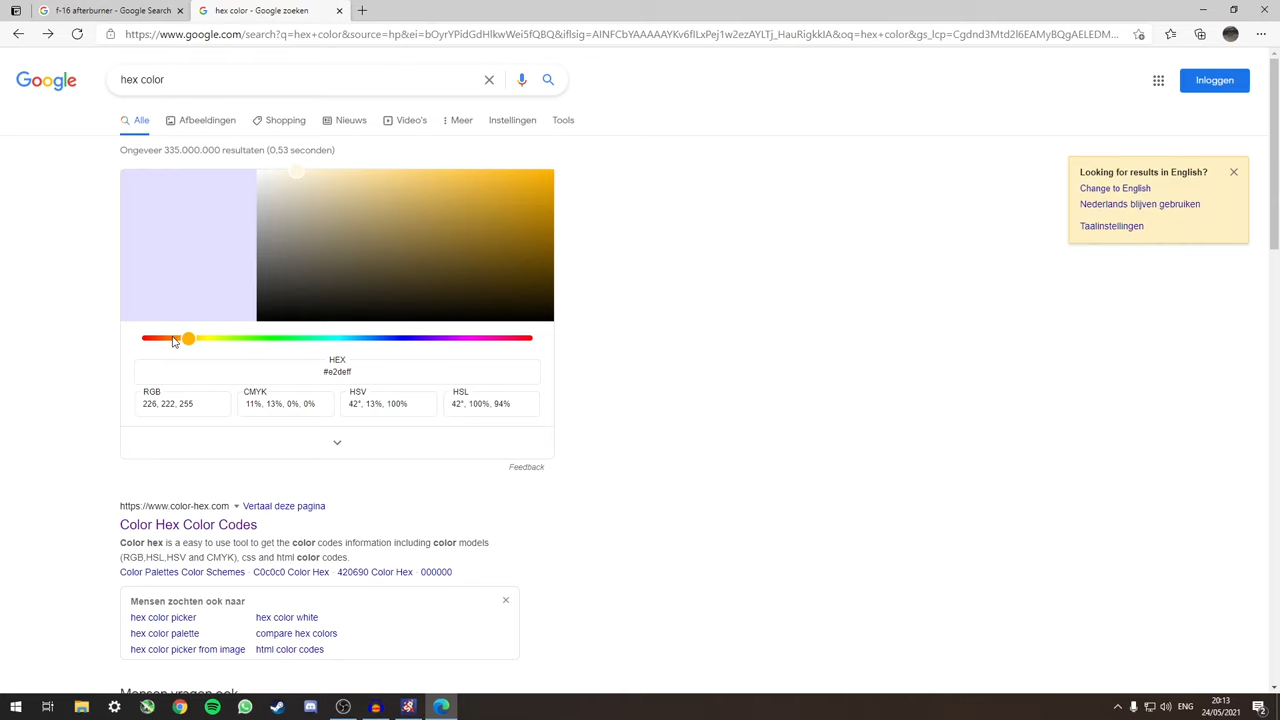 f-16 afterburner - Google Search
hex color - Google zoeken
https://www.google.com/search?q=hex+color&source=hp&ei=bOyrYPidGdHlkwWei5fQBQ&iflsig=AINFCbYAAAAAYKv6fILxPej1w2ezAYLTj_HauRigkkIA&oq=hex+color&gs_lcp=Cgdnd3Mtd2l6EAMyBQgAELEDM...
Google
hex color
Inloggen
Alle
Afbeeldingen
Shopping
Nieuws
Video's
Meer
Instellingen
Tools
Ongeveer 335.000.000 resultaten (0,53 seconden)
Looking for results in English?
Change to English
Nederlands blijven gebruiken
Taalinstellingen
HEX
#e2deff
RGB
226, 222, 255
CMYK
11%, 13%, 0%, 0%
HSV
42°, 13%, 100%
HSL
42°, 100%, 94%
Feedback
https://www.color-hex.com Vertaal deze pagina
Color Hex Color Codes
Color hex is a easy to use tool to get the color codes information including color models
(RGB,HSL,HSV and CMYK), css and html color codes.
Color Palettes Color Schemes · C0c0c0 Color Hex · 420690 Color Hex · 000000
Mensen zochten ook naar
hex color picker
hex color white
hex color palette
compare hex colors
hex color picker from image
html color codes
Mensen vragen ook
ENG
20:13
24/05/2021